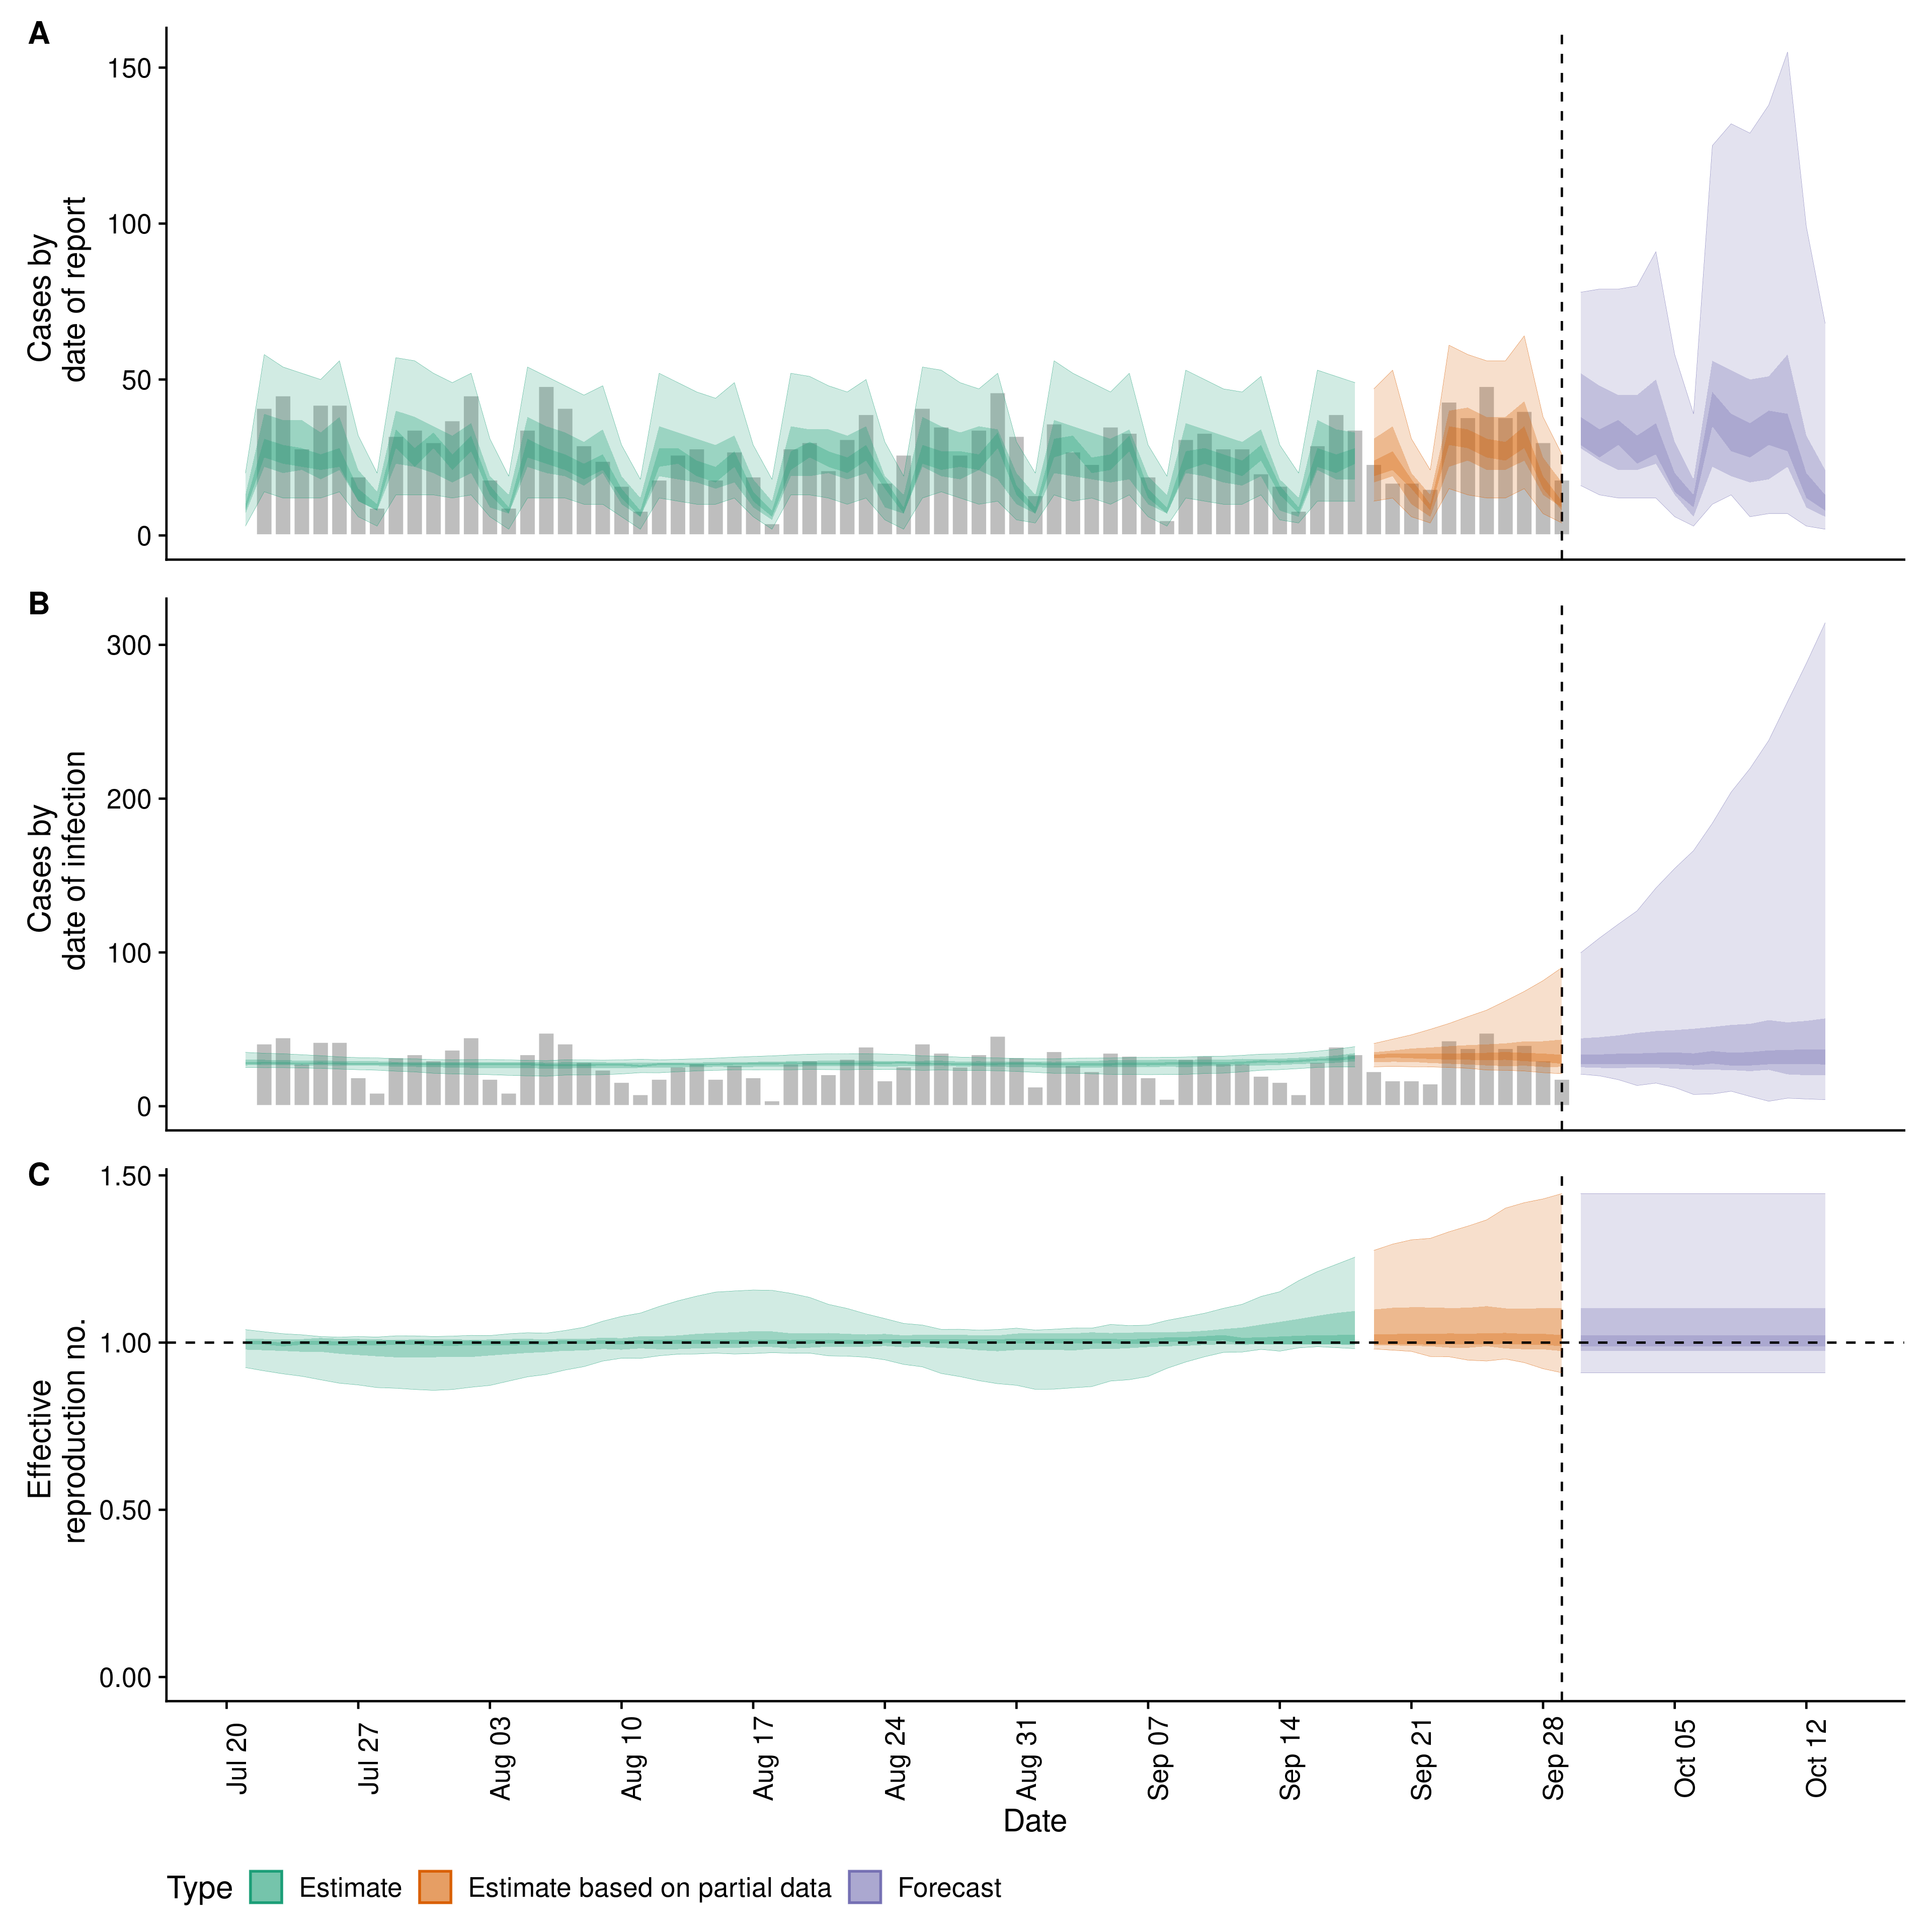 A
Cases by
date of report
150
100
50
0
B
Cases by
date of infection
300
200
100
0
C
Effective
reproduction no.
1.50
1.00
0.50
0.00
Jul 20
Jul 27
Aug 03
Aug 10
Aug 17
Aug 24
Aug 31
Sep 07
Sep 14
Sep 21
Sep 28
Oct 05
Oct 12
Date
Type Estimate Estimate based on partial data Forecast